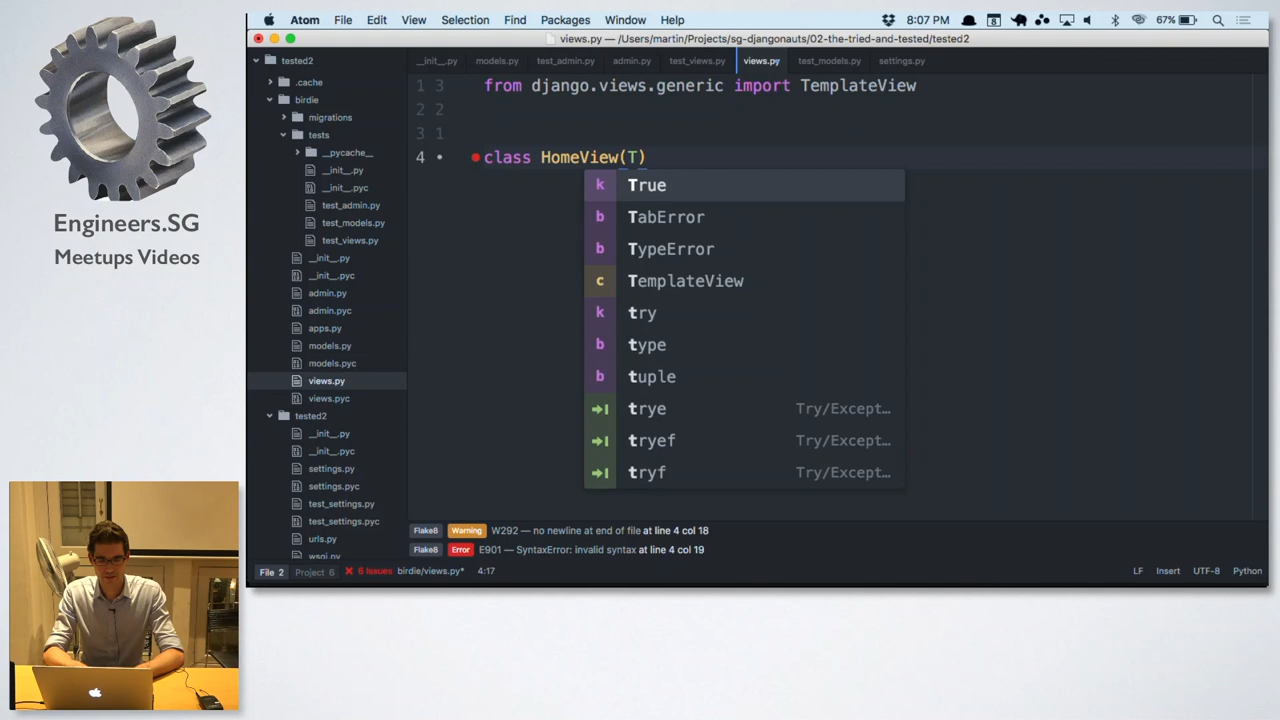 Atom File Edit View Selection Find Packages Window Help 8 8:07 PM 67%
views.py — /Users/martin/Projects/sg-djangonauts/02-the-tried-and-tested/tested2
tested2
__init__.py models.py test_admin.py admin.py test_views.py views.py test_models.py settings.py
.cache
birdie
migrations
tests
__pycache__
__init__.py
__init__.pyc
test_admin.py
test_models.py
test_views.py
__init__.py
__init__.pyc
admin.py
admin.pyc
apps.py
models.py
models.pyc
views.py
views.pyc
tested2
__init__.py
__init__.pyc
settings.py
settings.pyc
test_settings.py
test_settings.pyc
urls.py
wsgi.py
1 3 from django.views.generic import TemplateView
2 2
3 1
4 • class HomeView(T)
k True
b TabError
b TypeError
c TemplateView
k try
b type
b tuple
trye Try/Except…
tryef Try/Except…
tryf Try/Except…
Flake8 Warning W292 — no newline at end of file at line 4 col 18
Flake8 Error E901 — SyntaxError: invalid syntax at line 4 col 19
File 2 Project 6 6 Issues birdie/views.py* 4:17 LF Insert UTF-8 Python
Engineers.SG
Meetups Videos